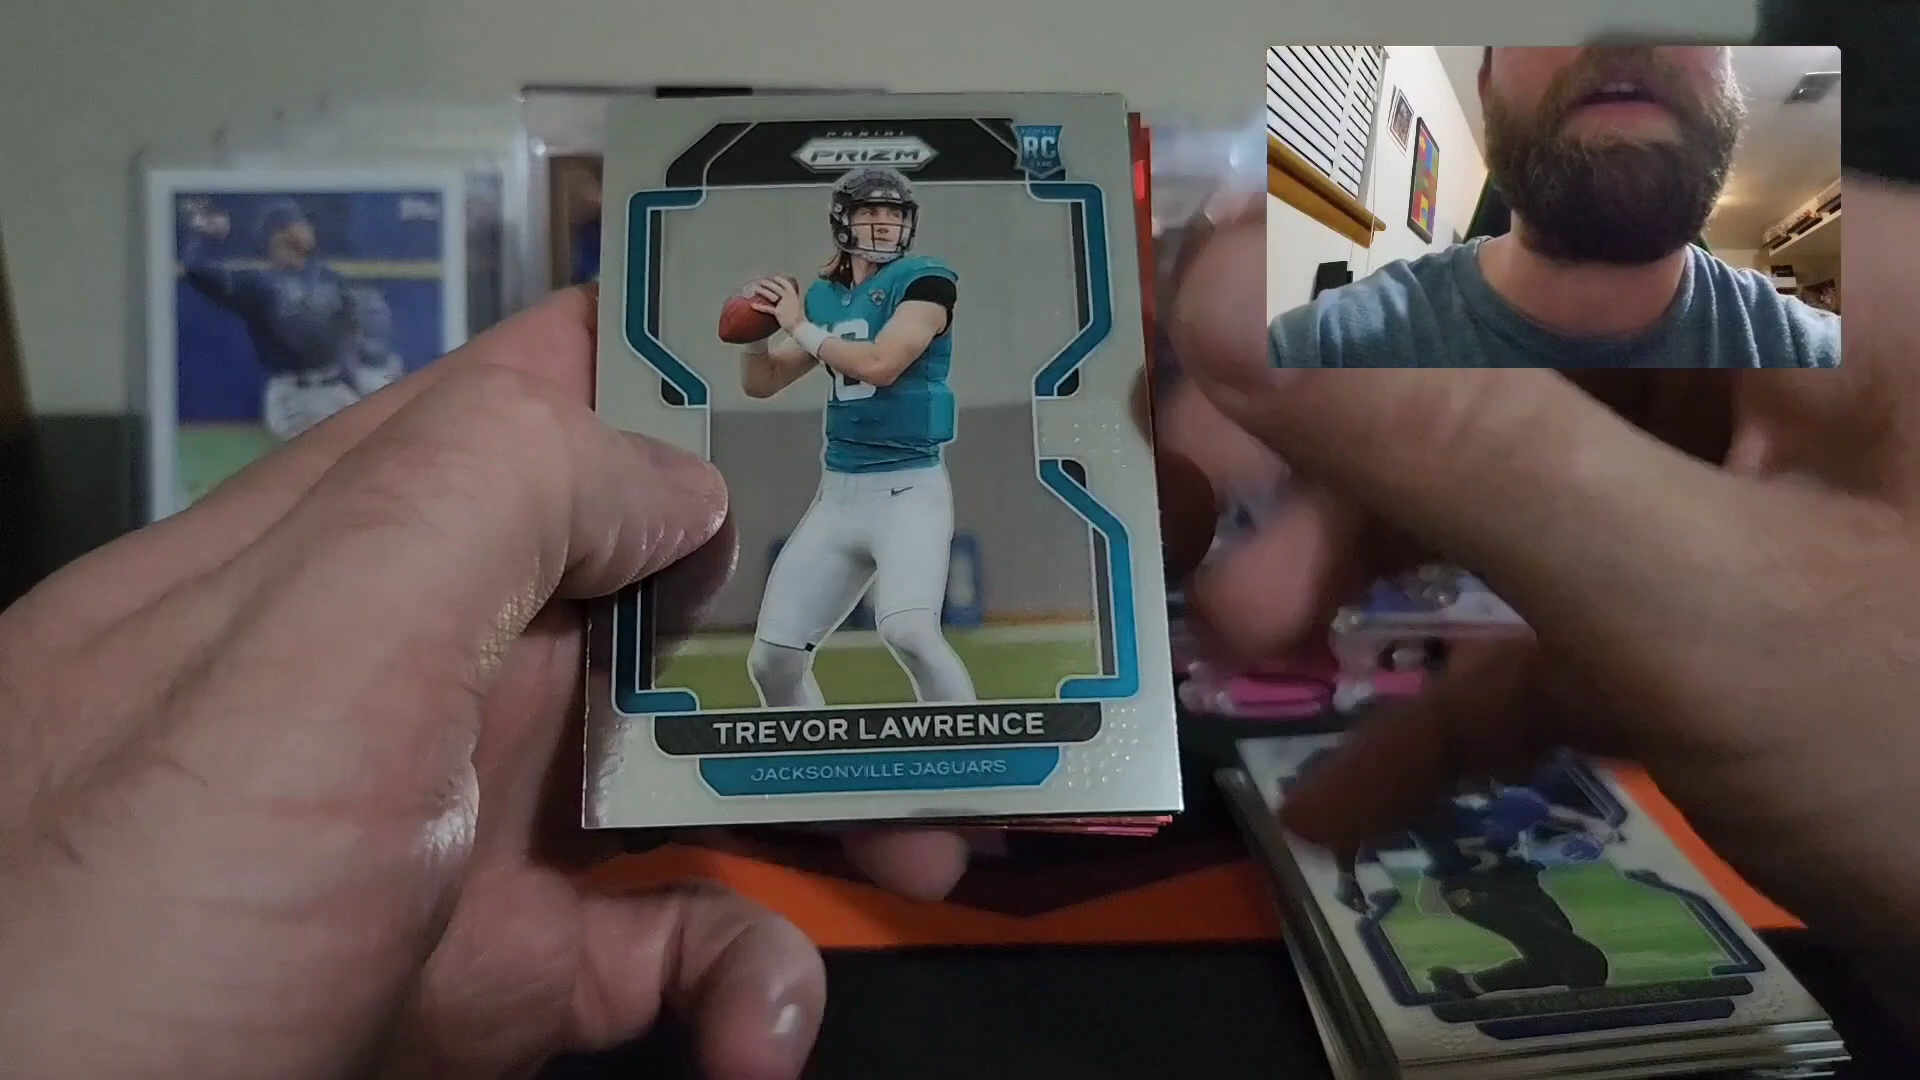 PANINI
PRIZM
RC
TREVOR LAWRENCE
JACKSONVILLE JAGUARS